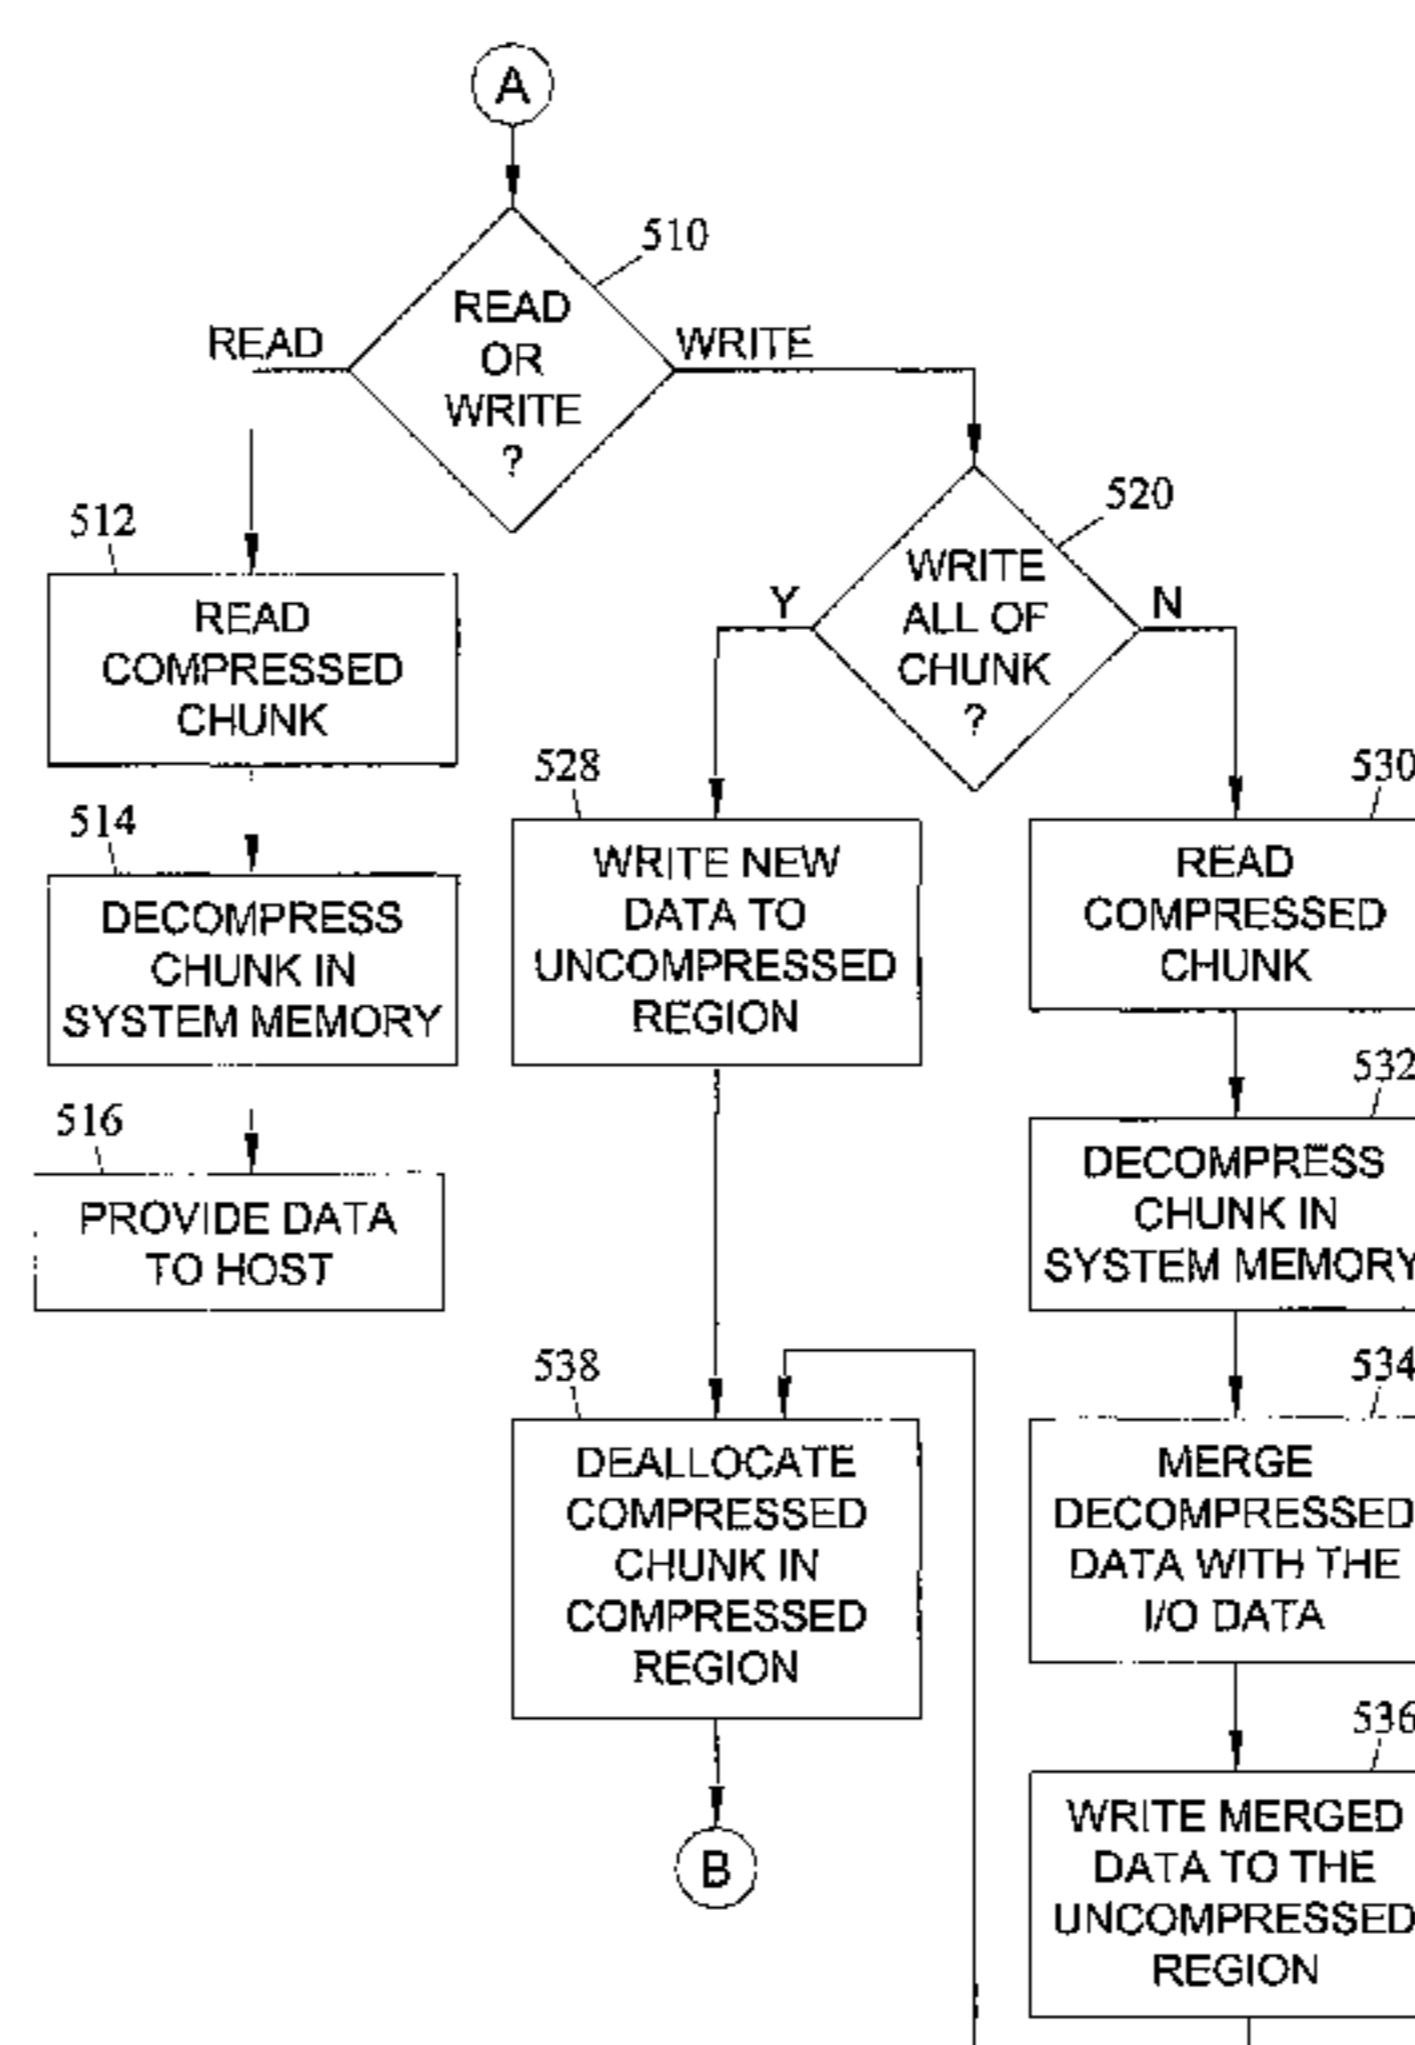 A
510
READ
OR
WRITE
?
READ
WRITE
520
WRITE
ALL OF
CHUNK
?
Y
N
512
READ
COMPRESSED
CHUNK
514
DECOMPRESS
CHUNK IN
SYSTEM MEMORY
516
PROVIDE DATA
TO HOST
528
WRITE NEW
DATA TO
UNCOMPRESSED
REGION
538
DEALLOCATE
COMPRESSED
CHUNK IN
COMPRESSED
REGION
B
530
READ
COMPRESSED
CHUNK
532
DECOMPRESS
CHUNK IN
SYSTEM MEMORY
534
MERGE
DECOMPRESSED
DATA WITH THE
I/O DATA
536
WRITE MERGED
DATA TO THE
UNCOMPRESSED
REGION